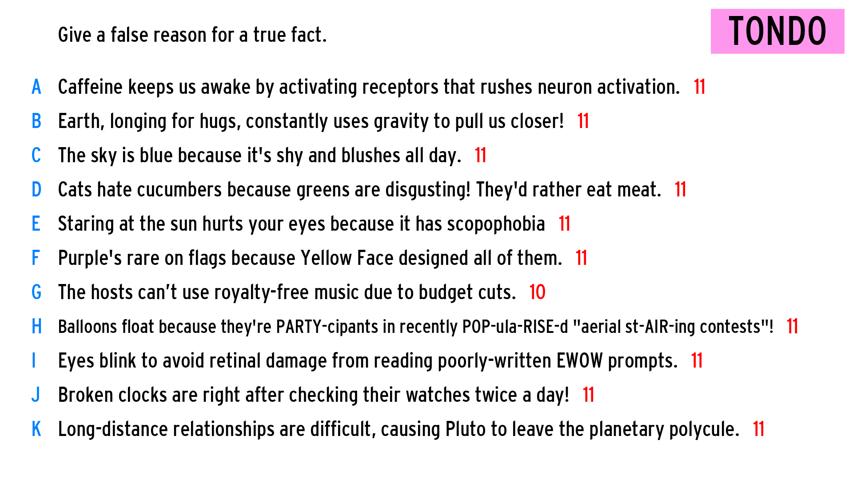 Give a false reason for a true fact.
TONDO
A Caffeine keeps us awake by activating receptors that rushes neuron activation. 11
B Earth, longing for hugs, constantly uses gravity to pull us closer! 11
C The sky is blue because it's shy and blushes all day. 11
D Cats hate cucumbers because greens are disgusting! They'd rather eat meat. 11
E Staring at the sun hurts your eyes because it has scopophobia 11
F Purple's rare on flags because Yellow Face designed all of them. 11
G The hosts can’t use royalty-free music due to budget cuts. 10
H Balloons float because they're PARTY-cipants in recently POP-ula-RISE-d "aerial st-AIR-ing contests"! 11
I Eyes blink to avoid retinal damage from reading poorly-written EWOW prompts. 11
J Broken clocks are right after checking their watches twice a day! 11
K Long-distance relationships are difficult, causing Pluto to leave the planetary polycule. 11